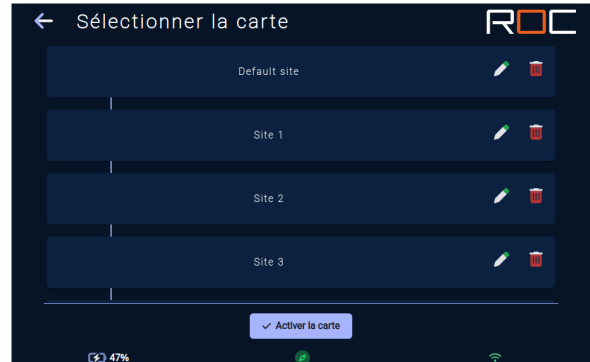 Sélectionner la carte
ROC
Default site
Site 1
Site 2
Site 3
Activer la carte
47%